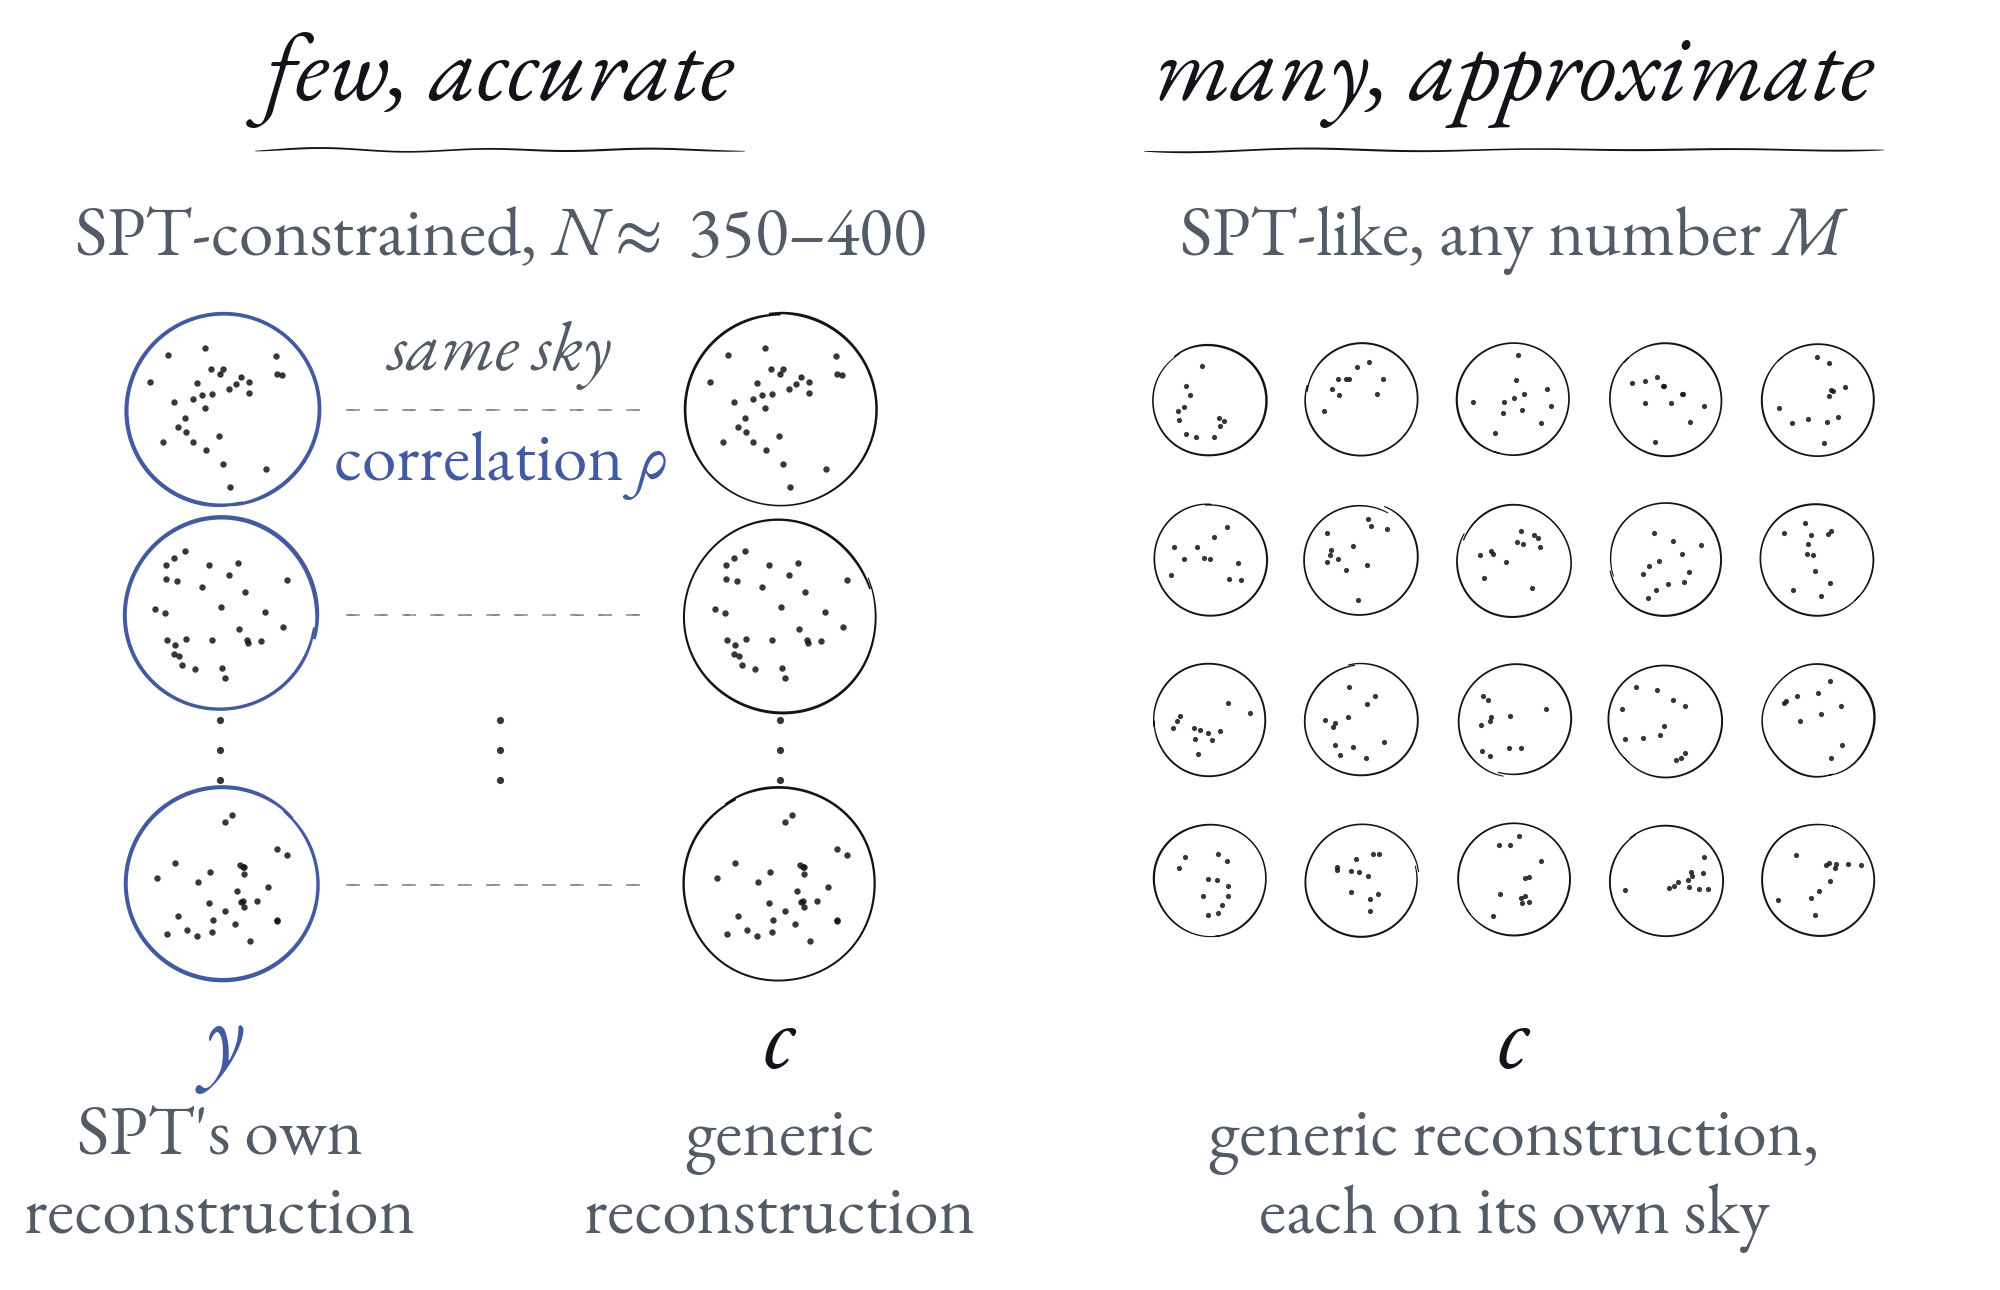 few, accurate
SPT-constrained, N ≈ 350–400
same sky
correlation ρ
y
SPT's own
reconstruction
c
generic
reconstruction
many, approximate
SPT-like, any number M
c
generic reconstruction,
each on its own sky